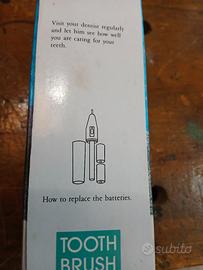 Visit your dentist regularly
and let him see how well
you are caring for your
teeth.
How to replace the batteries.
TOOTH
BRUSH
subito